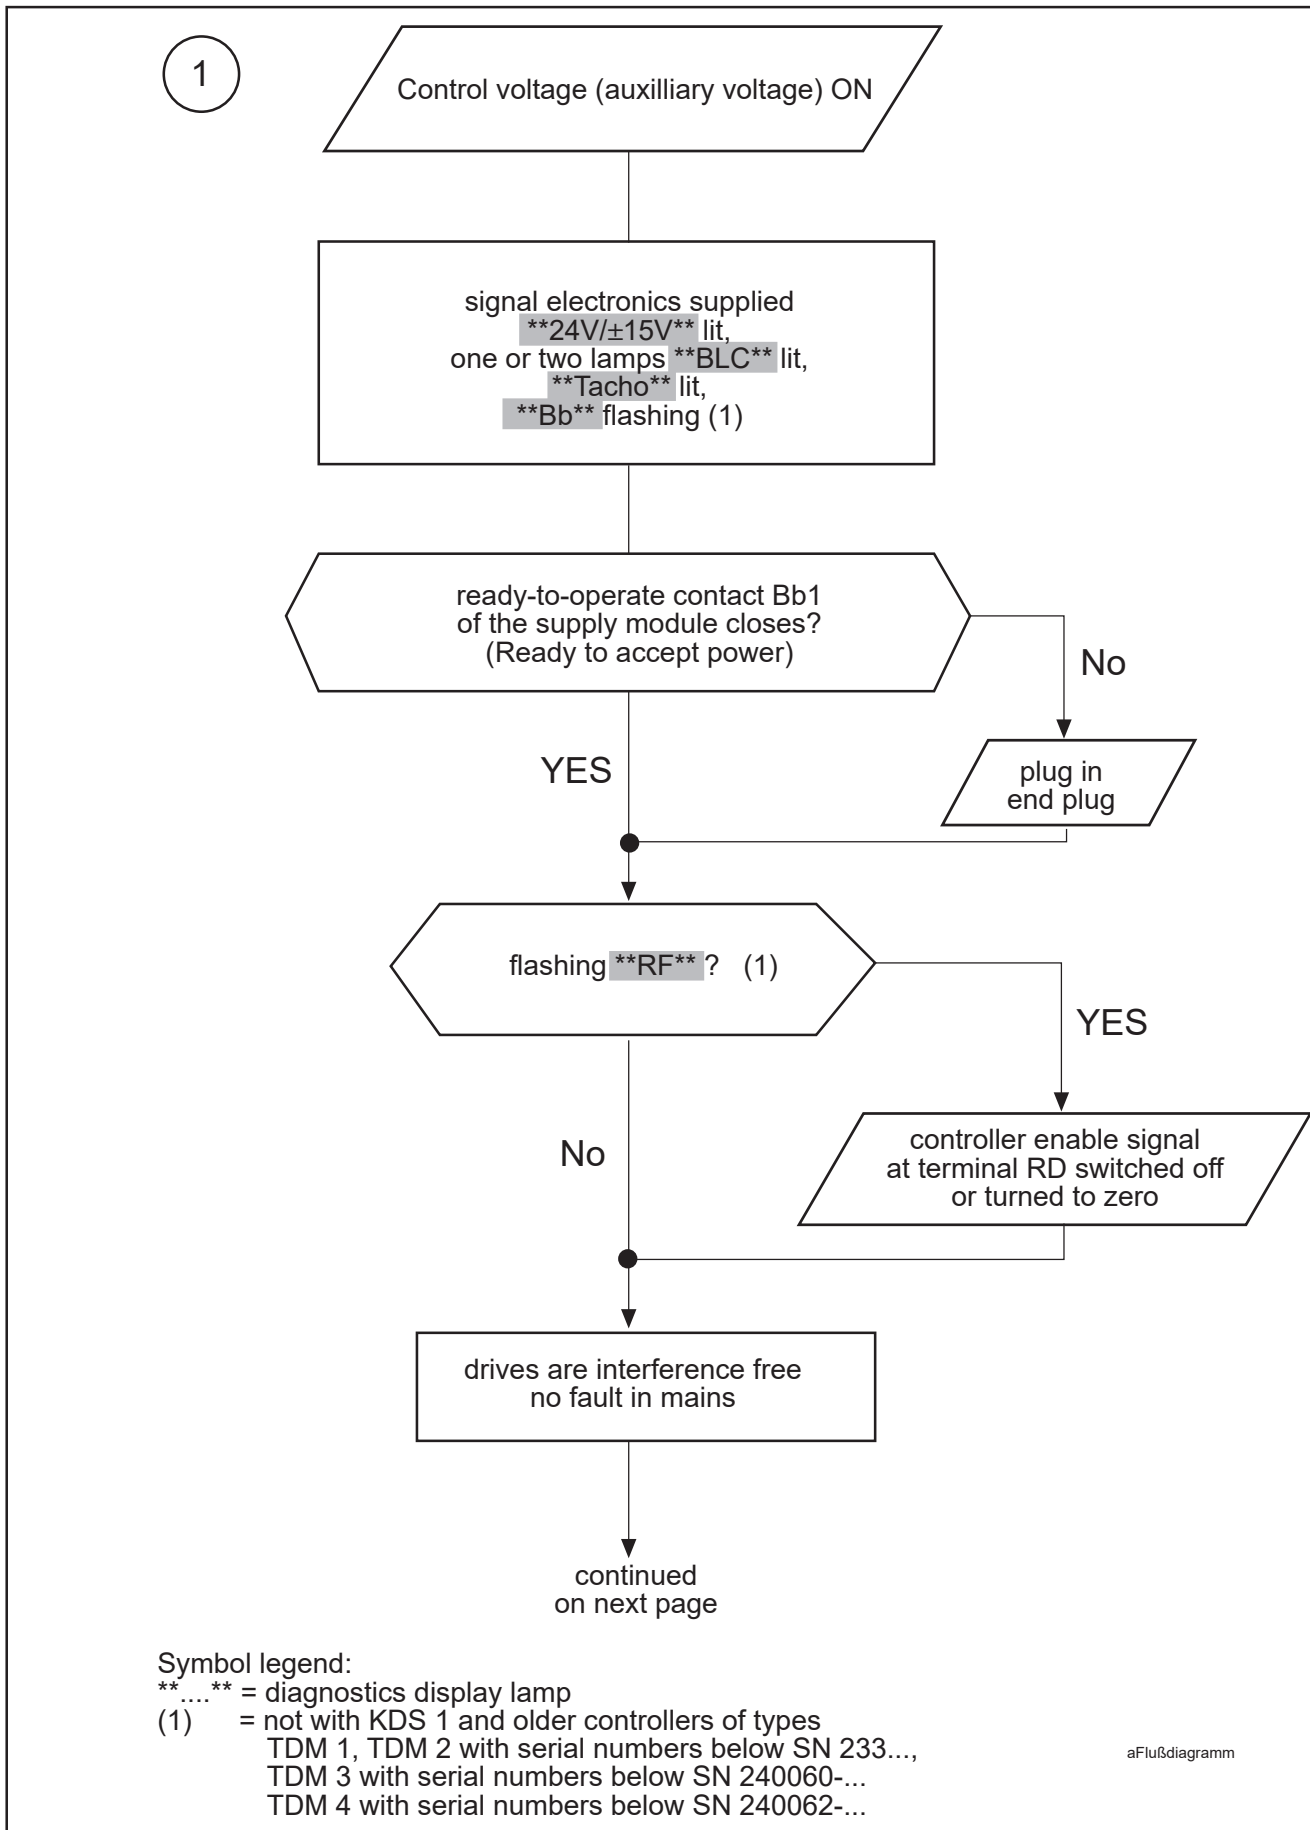 1
Control voltage (auxilliary voltage) ON
signal electronics supplied
**24V/±15V** lit,
one or two lamps **BLC** lit,
**Tacho** lit,
**Bb** flashing (1)
ready-to-operate contact Bb1
of the supply module closes?
(Ready to accept power)
No
YES
plug in
end plug
flashing **RF** ? (1)
YES
No
controller enable signal
at terminal RD switched off
or turned to zero
drives are interference free
no fault in mains
continued
on next page
Symbol legend:
**....** = diagnostics display lamp
(1) = not with KDS 1 and older controllers of types
TDM 1, TDM 2 with serial numbers below SN 233...,
TDM 3 with serial numbers below SN 240060-...
TDM 4 with serial numbers below SN 240062-...
aFlußdiagramm